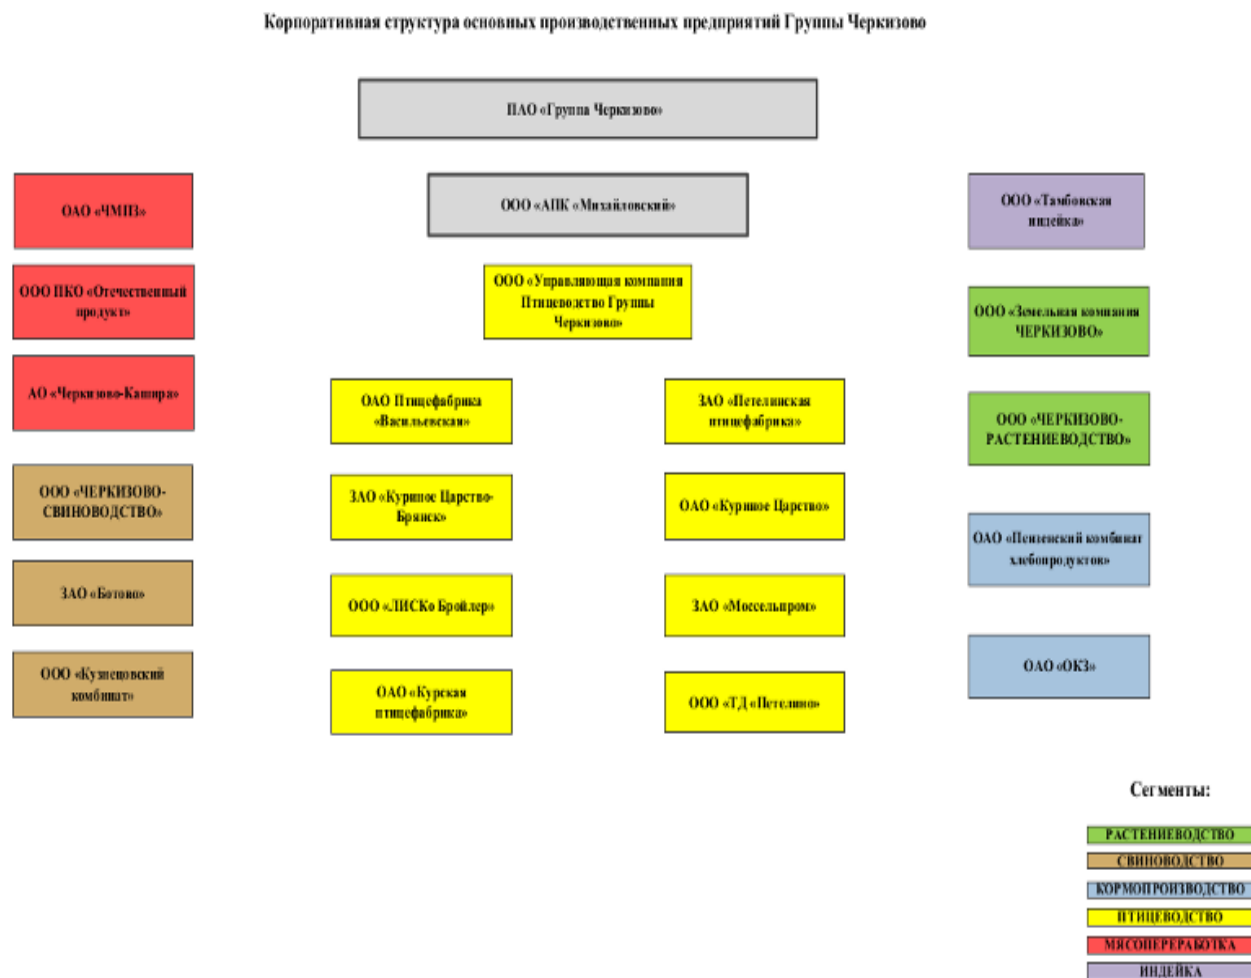 Корпоративная структура основных производственных предприятий Группы Черкизово
ПАО «Группа Черкизово»
ОАО «ЧМПЗ»
ООО «АПК «Михайловский»
ООО «Тамбовская
индейка»
ООО ПКО «Отечественный
продукт»
ООО «Управляющая компания
Птицеводство Группы
Черкизово»
ООО «Земельная компания
ЧЕРКИЗОВО»
АО «Черкизово-Кашира»
ОАО Птицефабрика
«Васильевская»
ЗАО «Петелинская
птицефабрика»
ООО «ЧЕРКИЗОВО-
РАСТЕНИЕВОДСТВО»
ООО «ЧЕРКИЗОВО-
СВИНОВОДСТВО»
ЗАО «Куриное Царство-
Брянск»
ОАО «Куриное Царство»
ОАО «Пензенский комбинат
хлебопродуктов»
ЗАО «Ботово»
ООО «ЛИСКо Бройлер»
ЗАО «Моссельпром»
ОАО «ОКЗ»
ООО «Кузнецовский
комбинат»
ОАО «Курская
птицефабрика»
ООО «ТД «Петелино»
Сегменты:
РАСТЕНИЕВОДСТВО
СВИНОВОДСТВО
КОРМОПРОИЗВОДСТВО
ПТИЦЕВОДСТВО
МЯСОПЕРЕРАБОТКА
ИНДЕЙКА